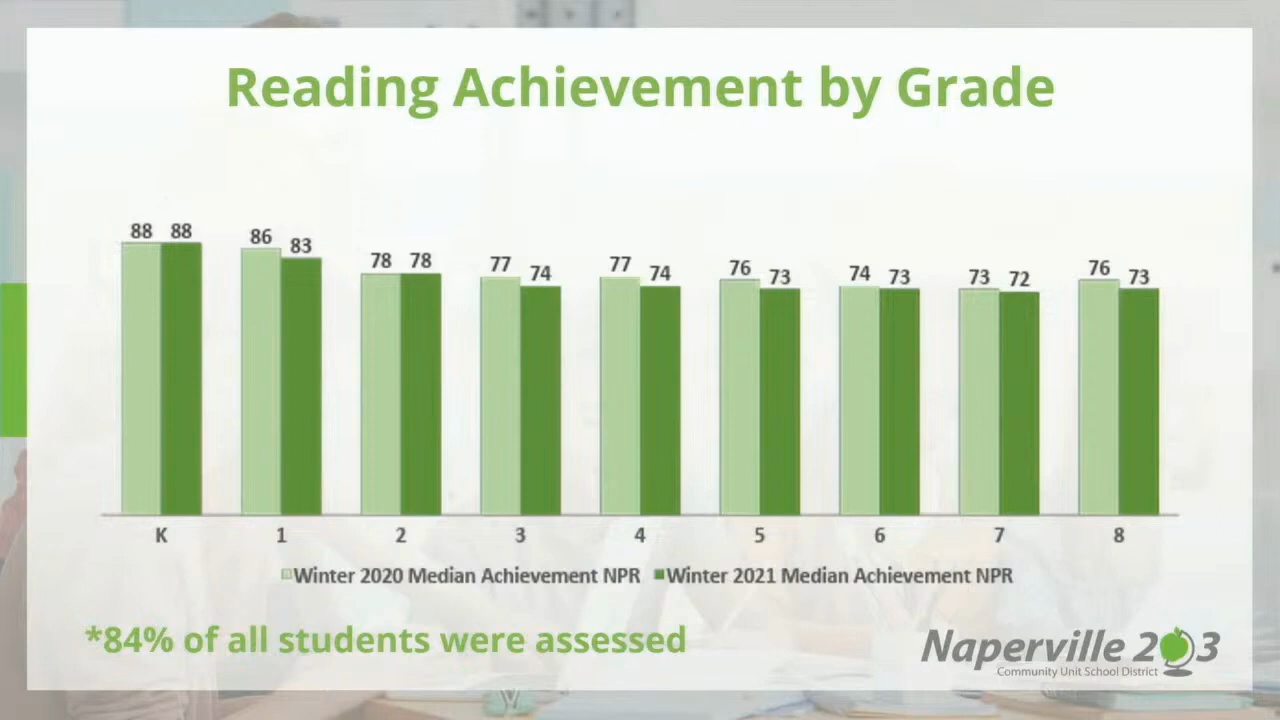 Reading Achievement by Grade
88 88 86 83 78 78 77 74 77 74 76 73 74 73 73 72 76 73
K 1 2 3 4 5 6 7 8
Winter 2020 Median Achievement NPR Winter 2021 Median Achievement NPR
*84% of all students were assessed
Naperville 203
Community Unit School District